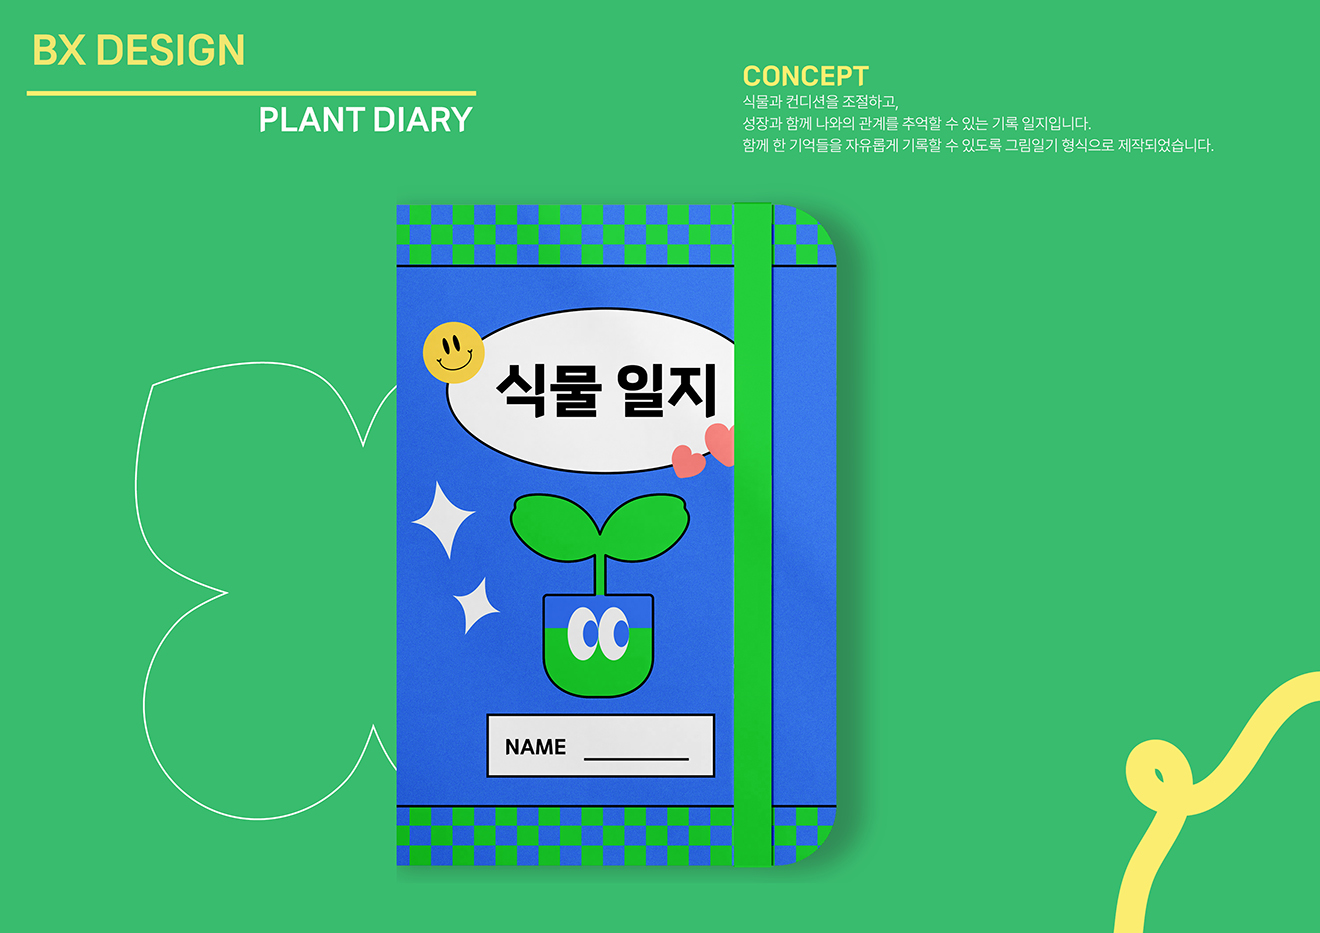 BX DESIGN
PLANT DIARY
CONCEPT
식물과 컨디션을 조절하고,
성장과 함께 나와의 관계를 추억할 수 있는 기록 일지입니다.
함께 한 기억들을 자유롭게 기록할 수 있도록 그림일기 형식으로 제작되었습니다.
식물 일지
NAME